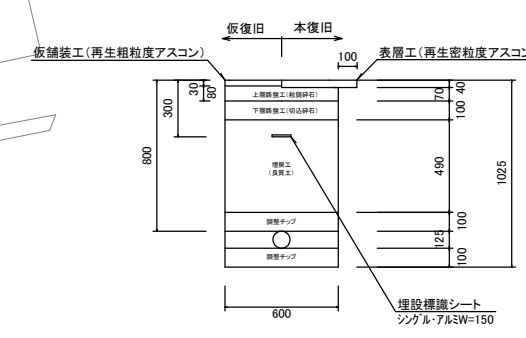 仮復旧 本復旧
仮舗装工(再生粗粒度アスコン)
100
表層工(再生密粒度アスコン
30
80
上層路盤工(粒調砕石)
70
40
300
下層路盤工(切込砕石)
100
800
埋戻工
(良質土)
490
1025
調整チップ
100
125
調整チップ
100
600
埋設標識シート
シングル・アルミW=150